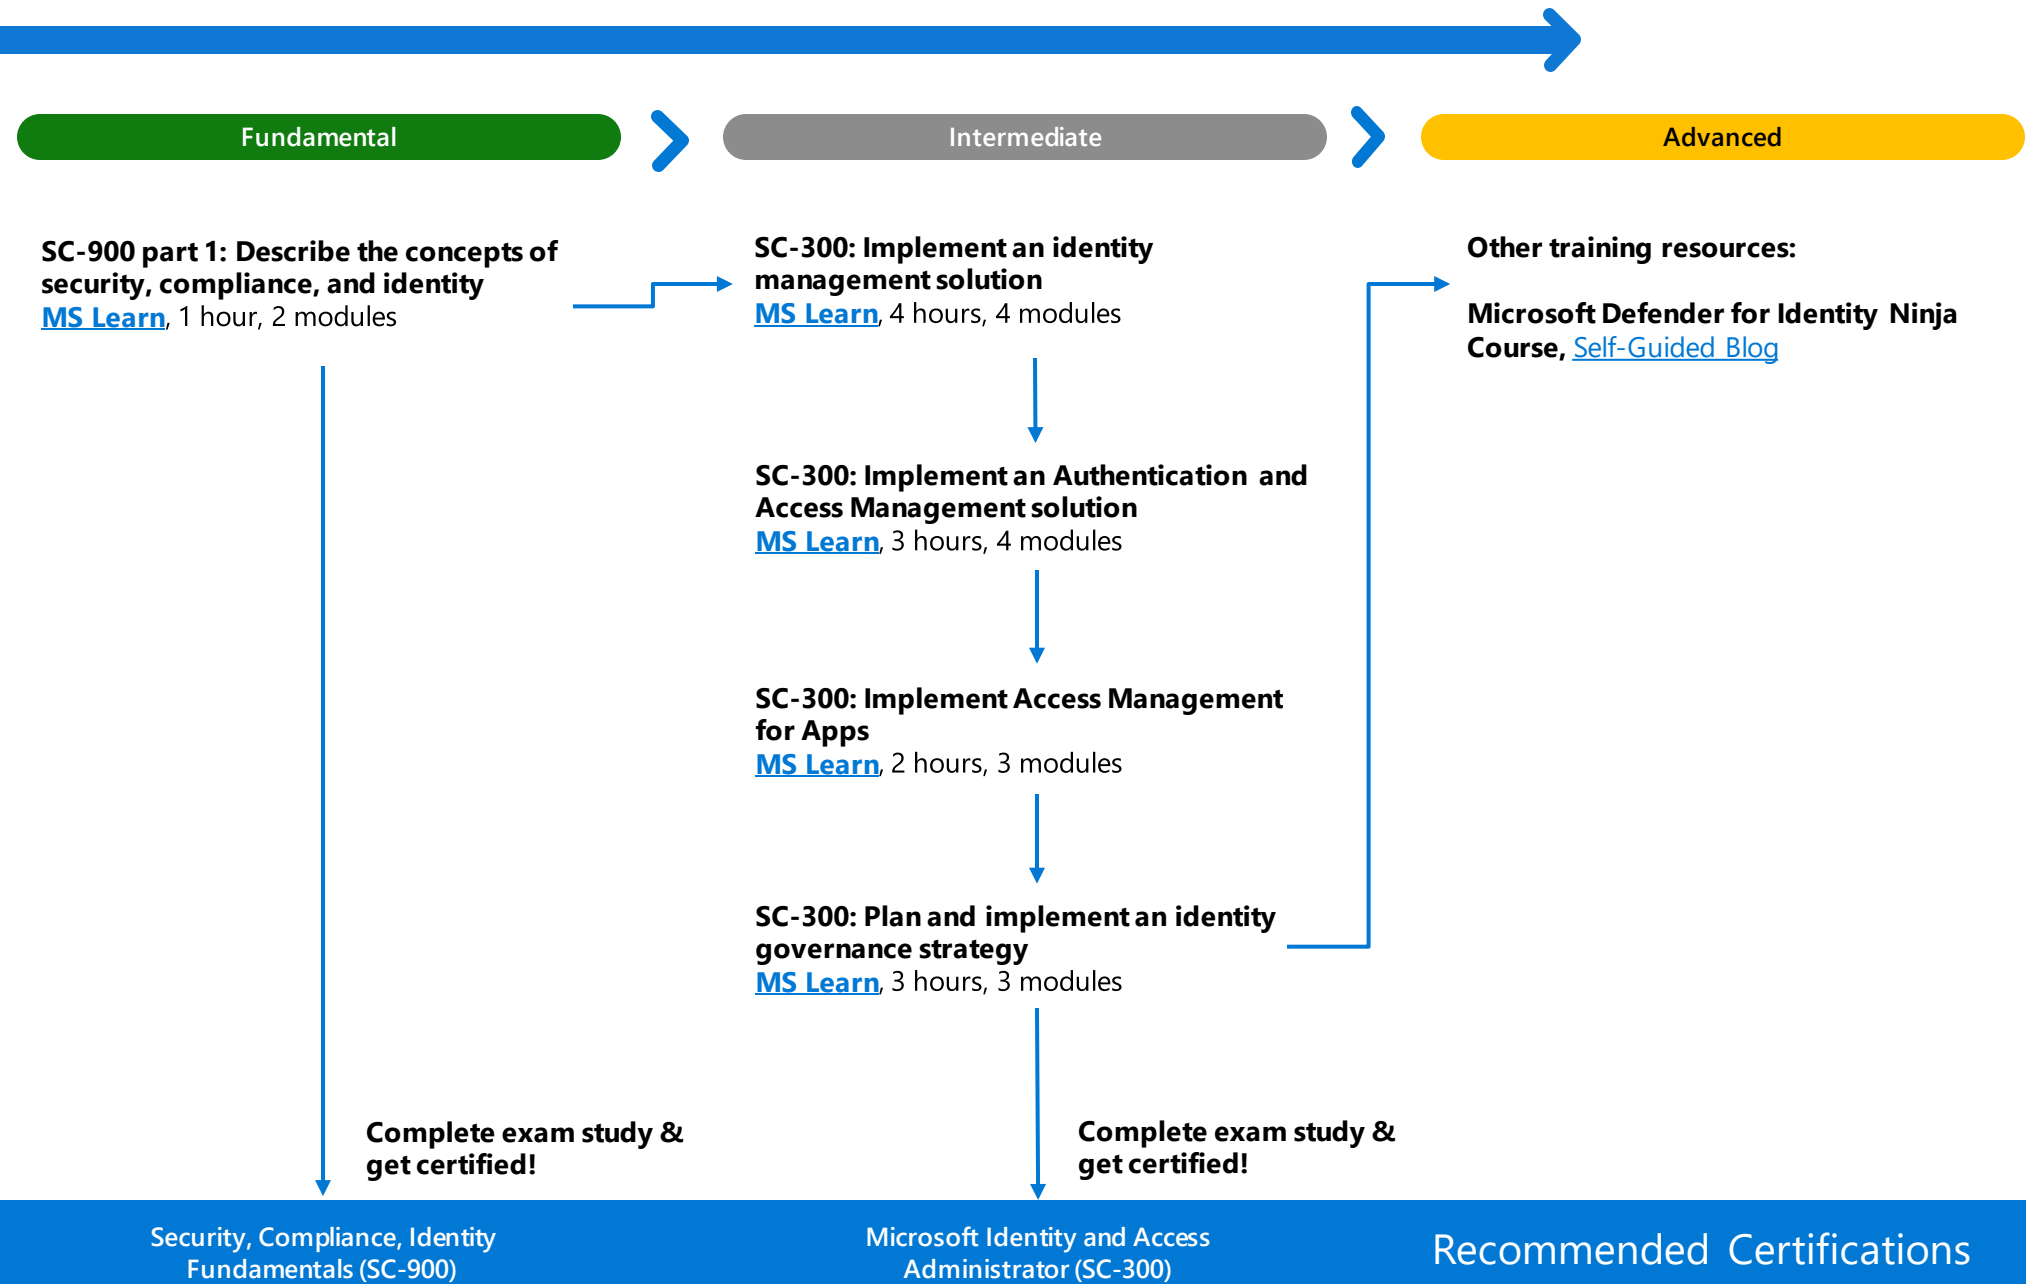 Fundamental
Intermediate
Advanced
SC-900 part 1: Describe the concepts of
security, compliance, and identity
MS Learn, 1 hour, 2 modules
SC-300: Implement an identity
management solution
MS Learn, 4 hours, 4 modules
SC-300: Implement an Authentication and
Access Management solution
MS Learn, 3 hours, 4 modules
SC-300: Implement Access Management
for Apps
MS Learn, 2 hours, 3 modules
SC-300: Plan and implement an identity
governance strategy
MS Learn, 3 hours, 3 modules
Other training resources:
Microsoft Defender for Identity Ninja
Course, Self-Guided Blog
Complete exam study &
get certified!
Complete exam study &
get certified!
Security, Compliance, Identity
Fundamentals (SC-900)
Microsoft Identity and Access
Administrator (SC-300)
Recommended Certifications